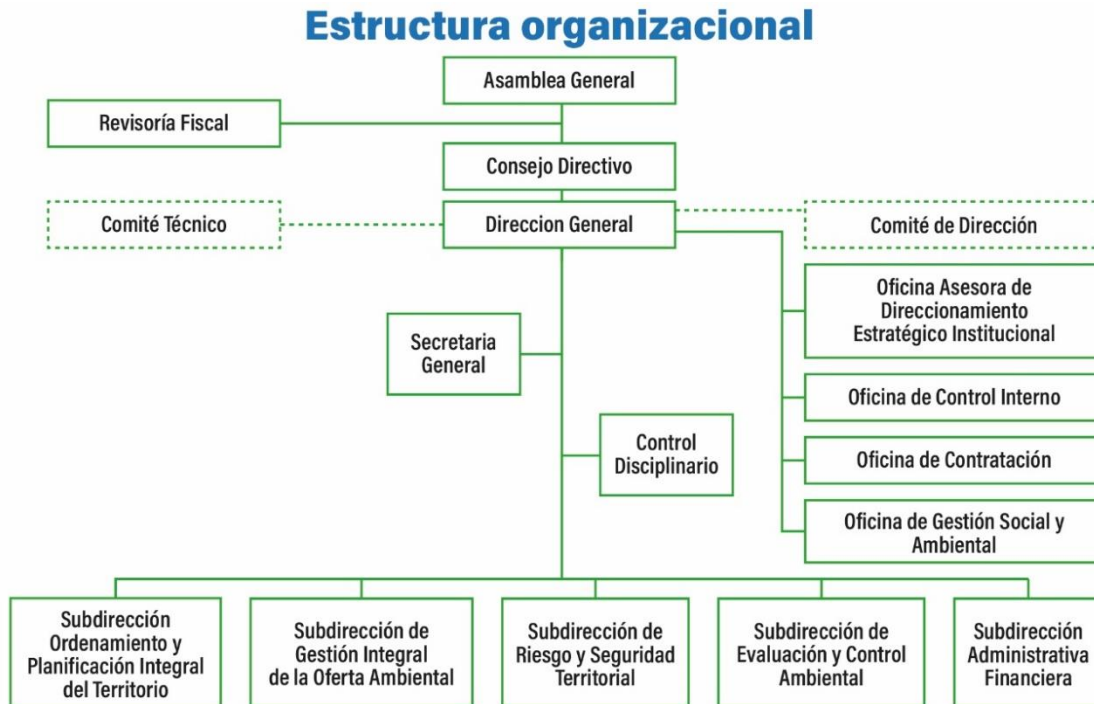 Estructura organizacional
Asamblea General
Revisoría Fiscal
Consejo Directivo
Comité Técnico
Direccion General
Comité de Dirección
Oficina Asesora de
Direccionamiento
Estratégico Institucional
Secretaria
General
Oficina de Control Interno
Control
Disciplinario
Oficina de Contratación
Oficina de Gestión Social y
Ambiental
Subdirección
Ordenamiento y
Planificación Integral
del Territorio
Subdirección de
Gestión Integral
de la Oferta Ambiental
Subdirección de
Riesgo y Seguridad
Territorial
Subdirección de
Evaluación y Control
Ambiental
Subdirección
Administrativa
Financiera